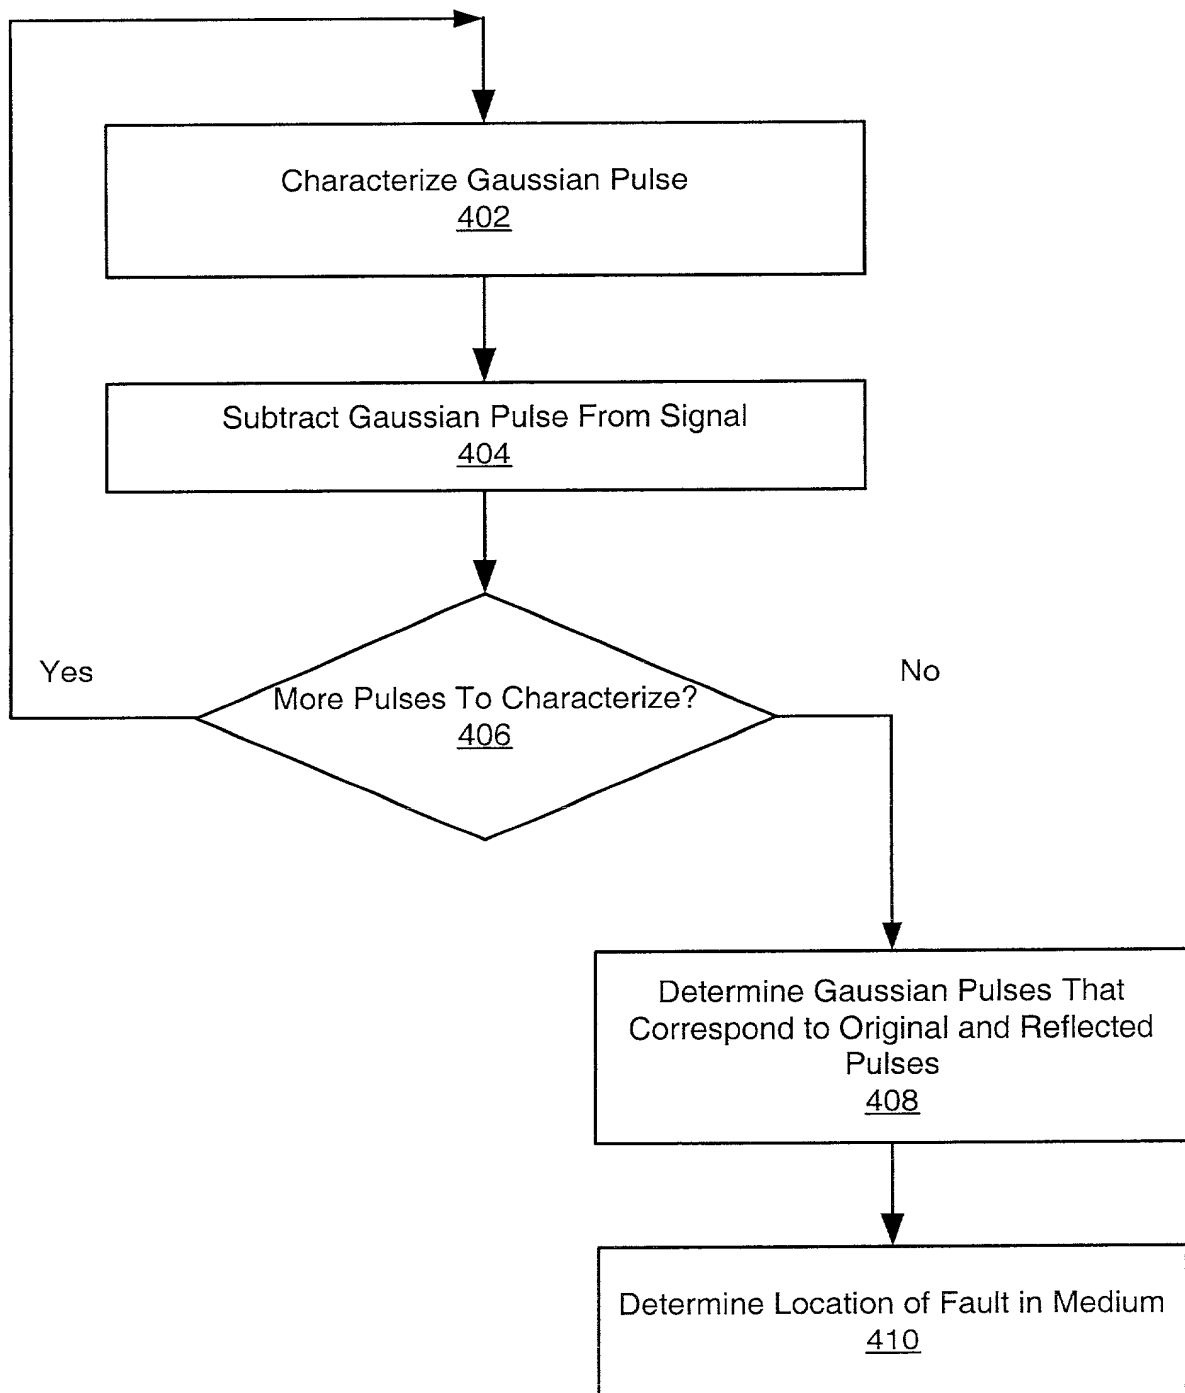 Characterize Gaussian Pulse
402
Subtract Gaussian Pulse From Signal
404
Yes
No
More Pulses To Characterize?
406
Determine Gaussian Pulses That
Correspond to Original and Reflected
Pulses
408
Determine Location of Fault in Medium
410